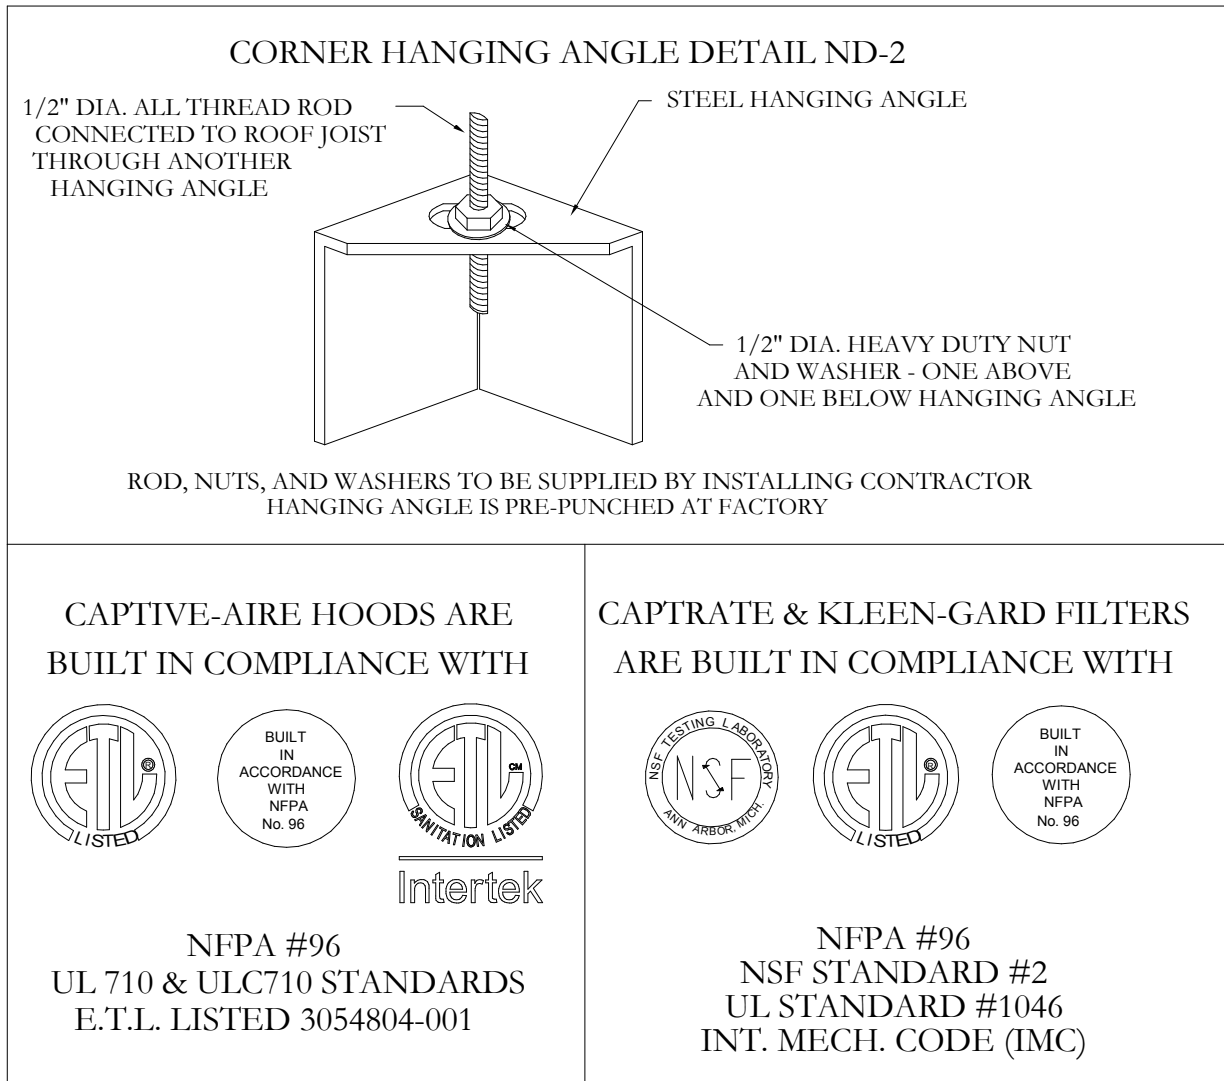 CORNER HANGING ANGLE DETAIL ND-2
1/2" DIA. ALL THREAD ROD
CONNECTED TO ROOF JOIST
THROUGH ANOTHER
HANGING ANGLE
STEEL HANGING ANGLE
1/2" DIA. HEAVY DUTY NUT
AND WASHER - ONE ABOVE
AND ONE BELOW HANGING ANGLE
ROD, NUTS, AND WASHERS TO BE SUPPLIED BY INSTALLING CONTRACTOR
HANGING ANGLE IS PRE-PUNCHED AT FACTORY
CAPTIVE-AIRE HOODS ARE
BUILT IN COMPLIANCE WITH
ETL®
LISTED
BUILT
IN
ACCORDANCE
WITH
NFPA
No. 96
ETL CM
SANITATION LISTED
Intertek
NFPA #96
UL 710 & ULC710 STANDARDS
E.T.L. LISTED 3054804-001
CAPTRATE & KLEEN-GARD FILTERS
ARE BUILT IN COMPLIANCE WITH
NSF TESTING LABORATORY
NSF
ANN ARBOR, MICH.
ETL®
LISTED
BUILT
IN
ACCORDANCE
WITH
NFPA
No. 96
NFPA #96
NSF STANDARD #2
UL STANDARD #1046
INT. MECH. CODE (IMC)